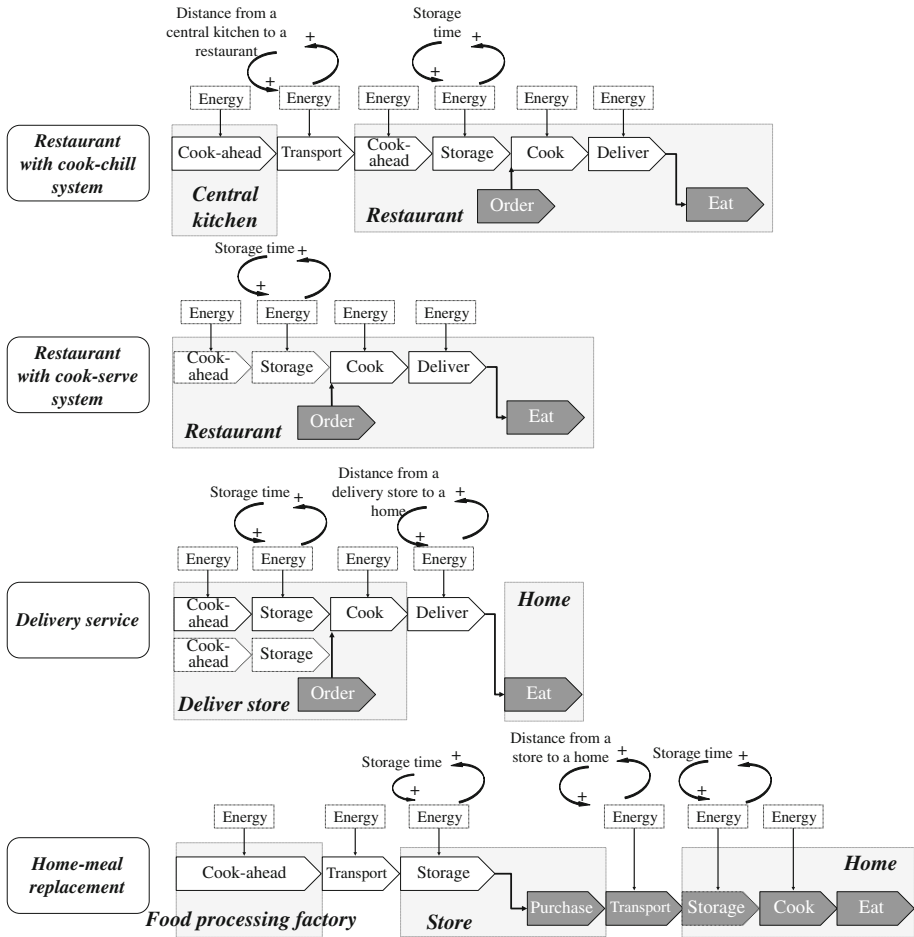 Distance from a
central kitchen to a
restaurant
+
+
Storage
time
+
+
Energy
Energy
Energy
Energy
Energy
Energy
Restaurant
with cook-chill
system
Cook-ahead
Transport
Cook-
ahead
Storage
Cook
Deliver
Central
kitchen
Restaurant
Order
Eat
Storage time
+
+
Energy
Energy
Energy
Energy
Restaurant
with cook-serve
system
Cook-
ahead
Storage
Cook
Deliver
Restaurant
Order
Eat
Storage time
+
+
Distance from a
delivery store to a
home
+
+
Energy
Energy
Energy
Energy
Delivery service
Cook-
ahead
Storage
Cook
Deliver
Home
Cook-
ahead
Storage
Deliver store
Order
Eat
Storage time
+
+
Distance from a
store to a home
+
+
Storage time
+
+
Energy
Energy
Energy
Energy
Energy
Energy
Home-meal
replacement
Cook-ahead
Transport
Storage
Home
Food processing factory
Store
Purchase
Transport
Storage
Cook
Eat